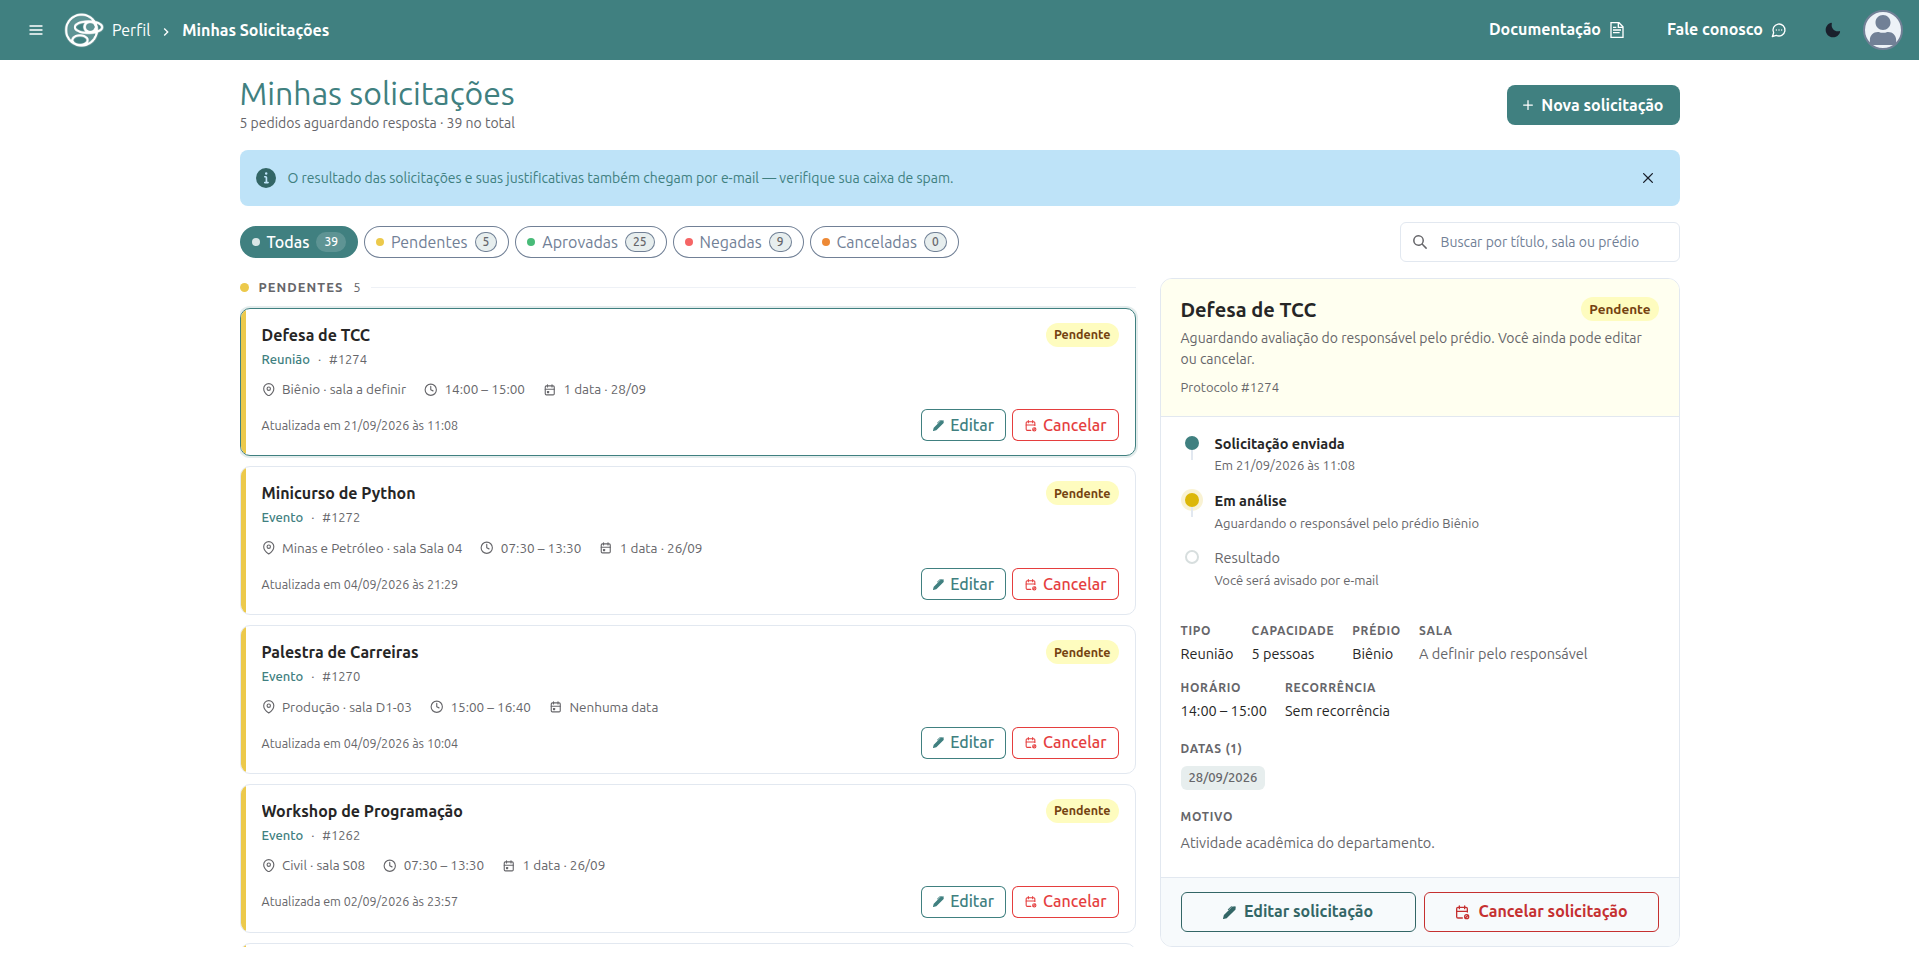 Perfil › Minhas Solicitações
Documentação
Fale conosco
Minhas solicitações
5 pedidos aguardando resposta · 39 no total
+ Nova solicitação
O resultado das solicitações e suas justificativas também chegam por e-mail — verifique sua caixa de spam.
Todas 39
Pendentes 5
Aprovadas 25
Negadas 9
Canceladas 0
Buscar por título, sala ou prédio
PENDENTES 5
Defesa de TCC
Pendente
Reunião · #1274
Biênio · sala a definir 14:00 – 15:00 1 data · 28/09
Atualizada em 21/09/2026 às 11:08
Editar
Cancelar
Minicurso de Python
Pendente
Evento · #1272
Minas e Petróleo · sala Sala 04 07:30 – 13:30 1 data · 26/09
Atualizada em 04/09/2026 às 21:29
Editar
Cancelar
Palestra de Carreiras
Pendente
Evento · #1270
Produção · sala D1-03 15:00 – 16:40 Nenhuma data
Atualizada em 04/09/2026 às 10:04
Editar
Cancelar
Workshop de Programação
Pendente
Evento · #1262
Civil · sala S08 07:30 – 13:30 1 data · 26/09
Atualizada em 02/09/2026 às 23:57
Editar
Cancelar
Defesa de TCC
Pendente
Aguardando avaliação do responsável pelo prédio. Você ainda pode editar
ou cancelar.
Protocolo #1274
Solicitação enviada
Em 21/09/2026 às 11:08
Em análise
Aguardando o responsável pelo prédio Biênio
Resultado
Você será avisado por e-mail
TIPO CAPACIDADE PRÉDIO SALA
Reunião 5 pessoas Biênio A definir pelo responsável
HORÁRIO RECORRÊNCIA
14:00 – 15:00 Sem recorrência
DATAS (1)
28/09/2026
MOTIVO
Atividade acadêmica do departamento.
Editar solicitação
Cancelar solicitação